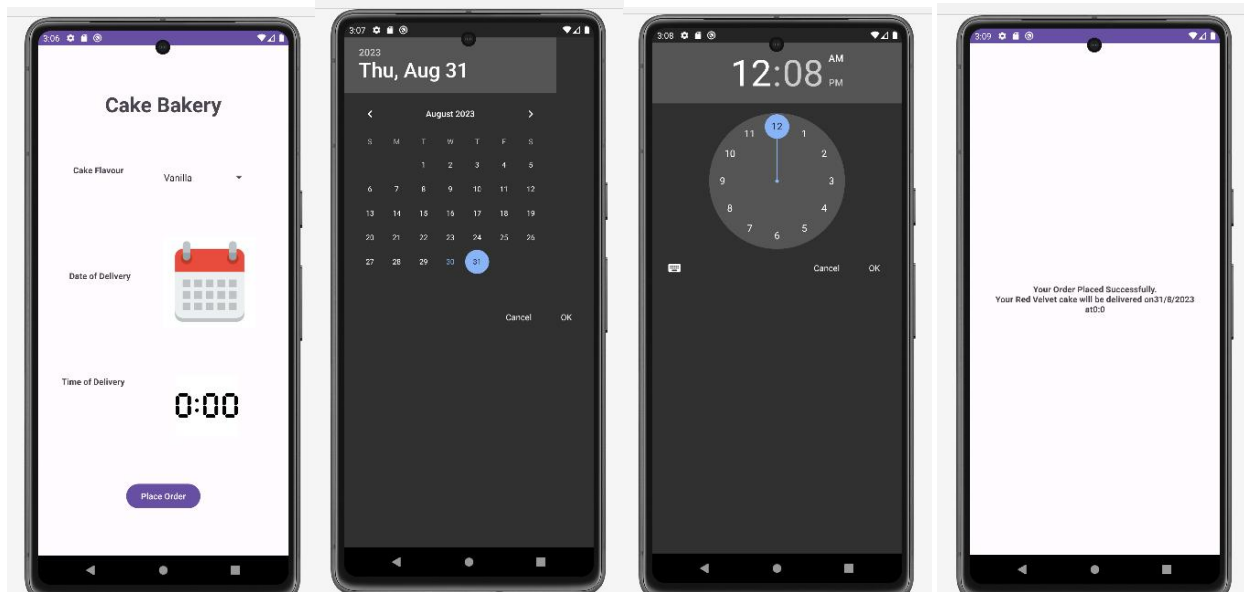 3:06
Cake Bakery
Cake Flavour
Vanilla
Date of Delivery
Time of Delivery
0:00
Place Order
3:07
2023
Thu, Aug 31
August 2023
S M T W T F S
1 2 3 4 5
6 7 8 9 10 11 12
13 14 15 16 17 18 19
20 21 22 23 24 25 26
27 28 29 30 31
Cancel OK
3:08
12:08 AM
PM
12
11 1
10 2
9 3
8 4
7 5
6
Cancel OK
3:09
Your Order Placed Successfully.
Your Red Velvet cake will be delivered on31/8/2023
at0:0